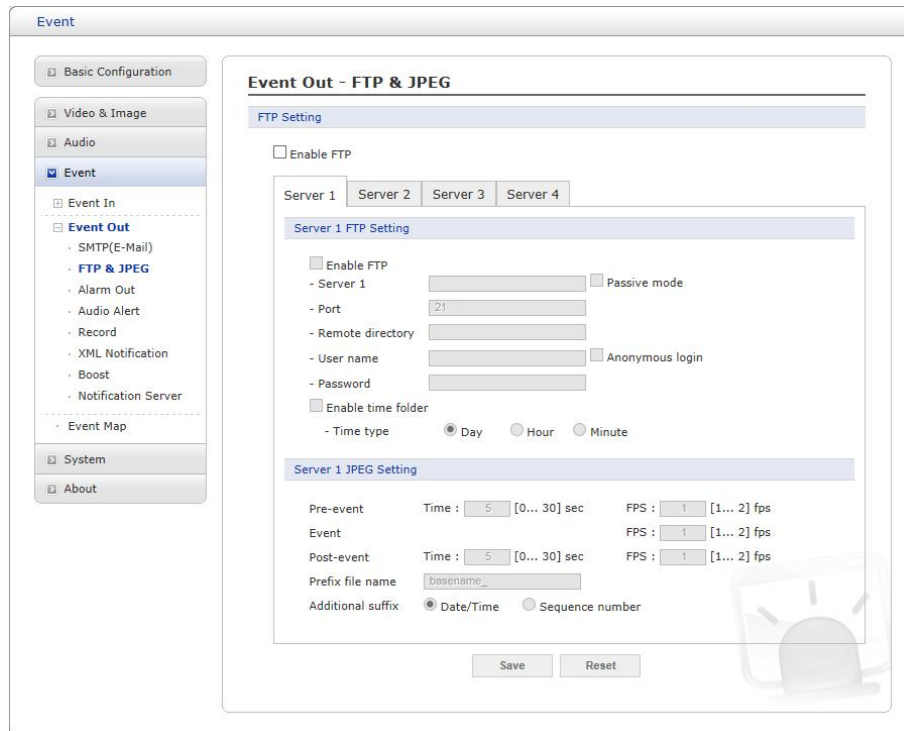 Event
Basic Configuration
Video & Image
Audio
Event
Event In
Event Out
SMTP(E-Mail)
FTP & JPEG
Alarm Out
Audio Alert
Record
XML Notification
Boost
Notification Server
Event Map
System
About
Event Out - FTP & JPEG
FTP Setting
Enable FTP
Server 1 Server 2 Server 3 Server 4
Server 1 FTP Setting
Enable FTP
- Server 1 Passive mode
- Port 21
- Remote directory
- User name Anonymous login
- Password
Enable time folder
- Time type Day Hour Minute
Server 1 JPEG Setting
Pre-event Time : 5 [0... 30] sec FPS : 1 [1... 2] fps
Event FPS : 1 [1... 2] fps
Post-event Time : 5 [0... 30] sec FPS : 1 [1... 2] fps
Prefix file name basename_
Additional suffix Date/Time Sequence number
Save Reset